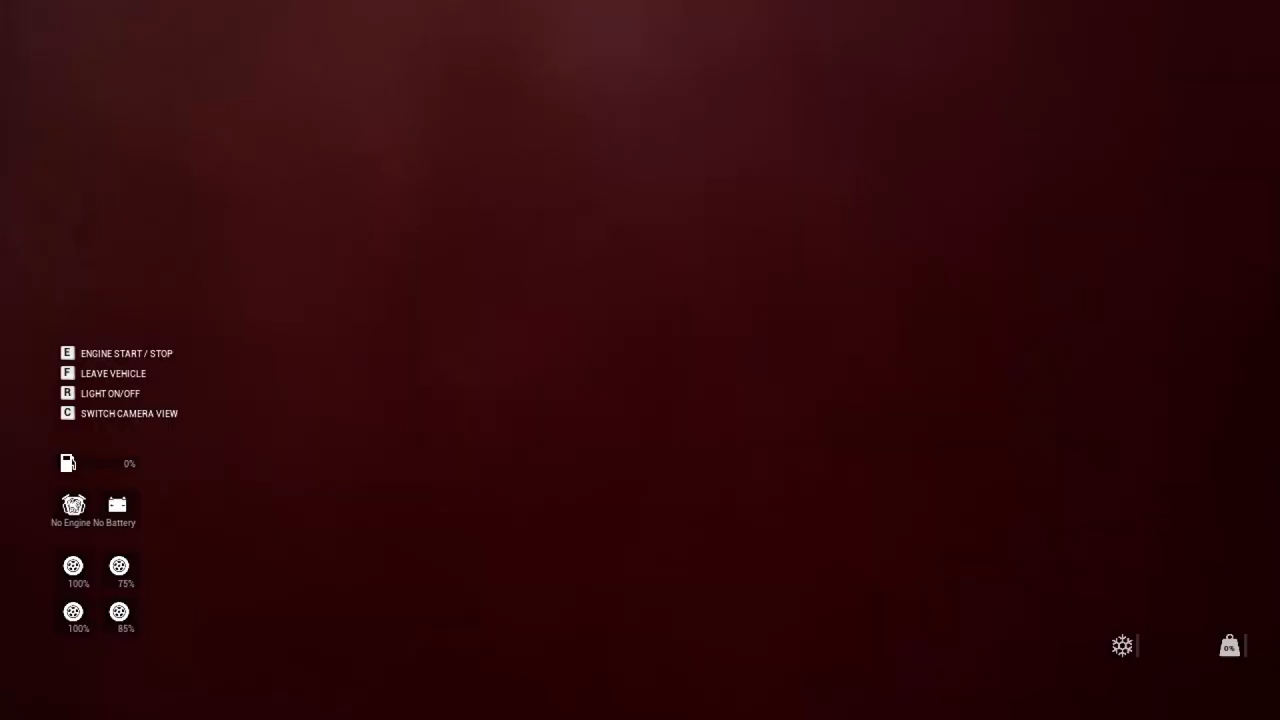 E ENGINE START / STOP
F LEAVE VEHICLE
R LIGHT ON/OFF
C SWITCH CAMERA VIEW
0%
No Engine No Battery
100% 75%
100% 85%
0%